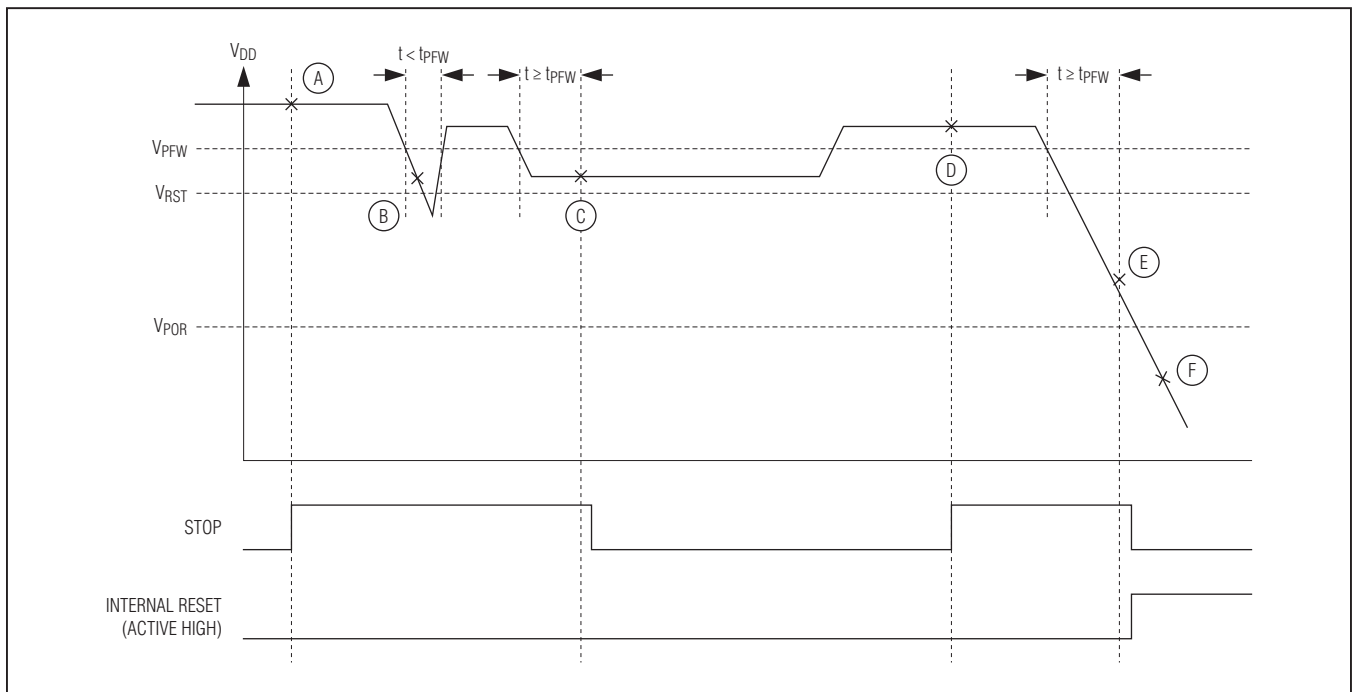 VDD
t < tPFW
A
t ≥ tPFW
t ≥ tPFW
VPFW
D
VRST
B
C
E
VPOR
F
STOP
INTERNAL RESET
(ACTIVE HIGH)